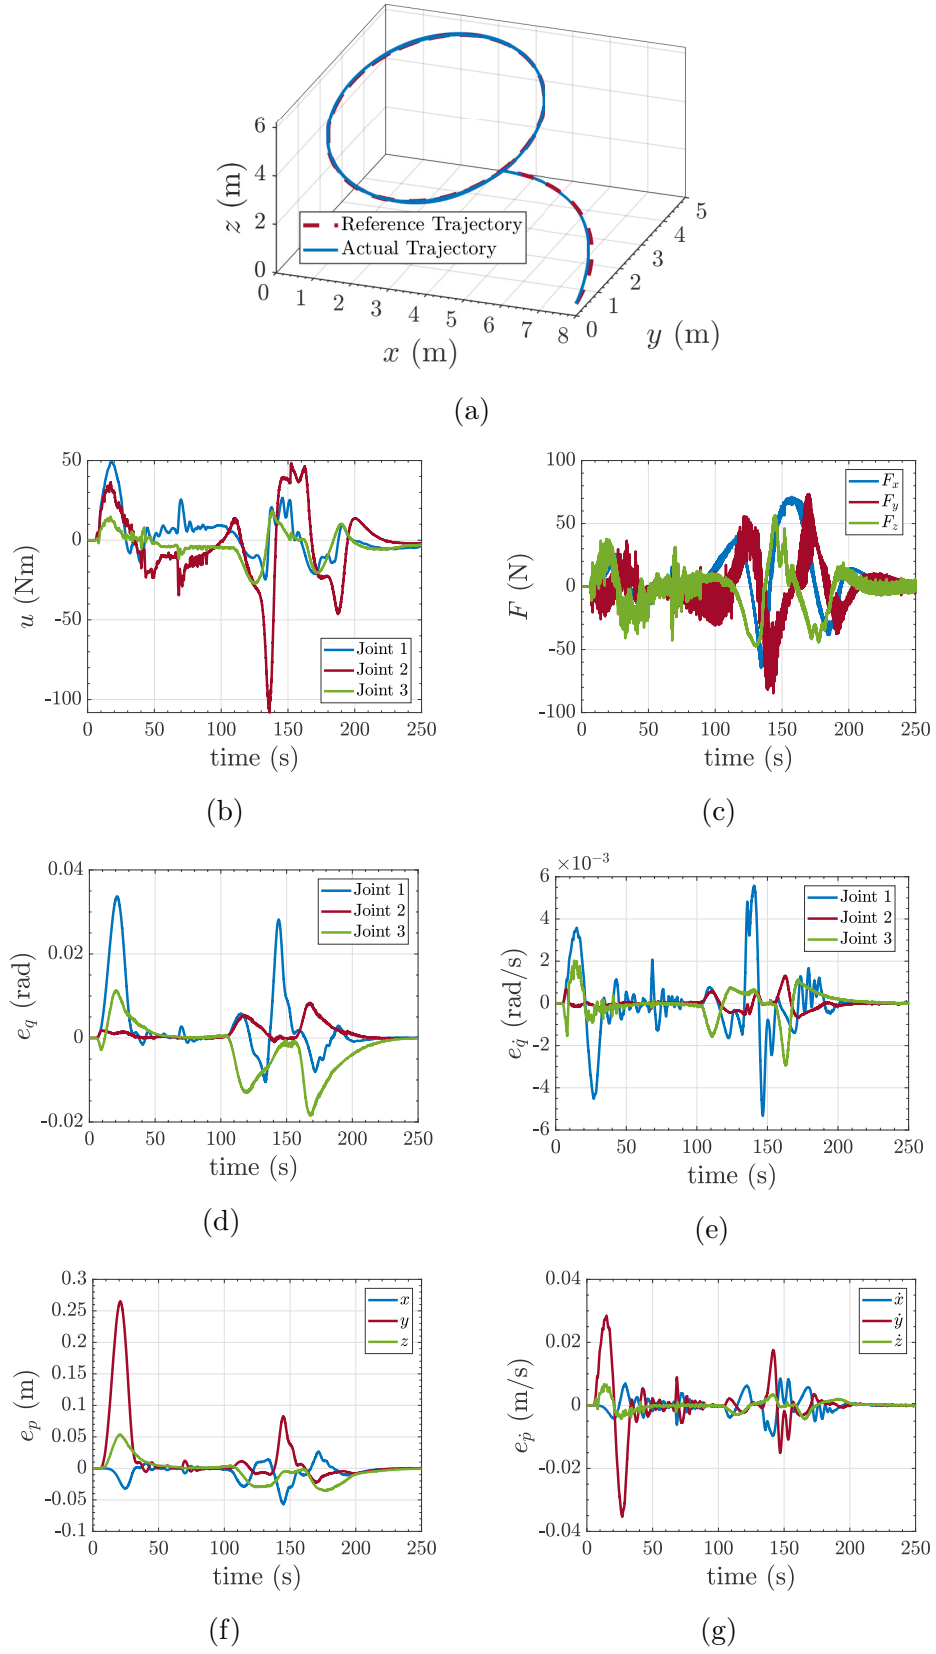 6
4
2
0
z (m)
Reference Trajectory
Actual Trajectory
0 1 2 3 4 5 6 7 8
x (m)
0 1 2 3 4 5
y (m)
(a)
50
0
-50
-100
u (Nm)
Joint 1
Joint 2
Joint 3
0 50 100 150 200 250
time (s)
(b)
100
50
0
-50
-100
F (N)
F_x
F_y
F_z
0 50 100 150 200 250
time (s)
(c)
0.04
0.02
0
-0.02
e_q (rad)
Joint 1
Joint 2
Joint 3
0 50 100 150 200 250
time (s)
(d)
×10⁻³
6
4
2
0
-2
-4
-6
e_q̇ (rad/s)
Joint 1
Joint 2
Joint 3
0 50 100 150 200 250
time (s)
(e)
0.3
0.25
0.2
0.15
0.1
0.05
0
-0.05
-0.1
e_p (m)
x
y
z
0 50 100 150 200 250
time (s)
(f)
0.04
0.02
0
-0.02
-0.04
e_ṗ (m/s)
ẋ
ẏ
ż
0 50 100 150 200 250
time (s)
(g)